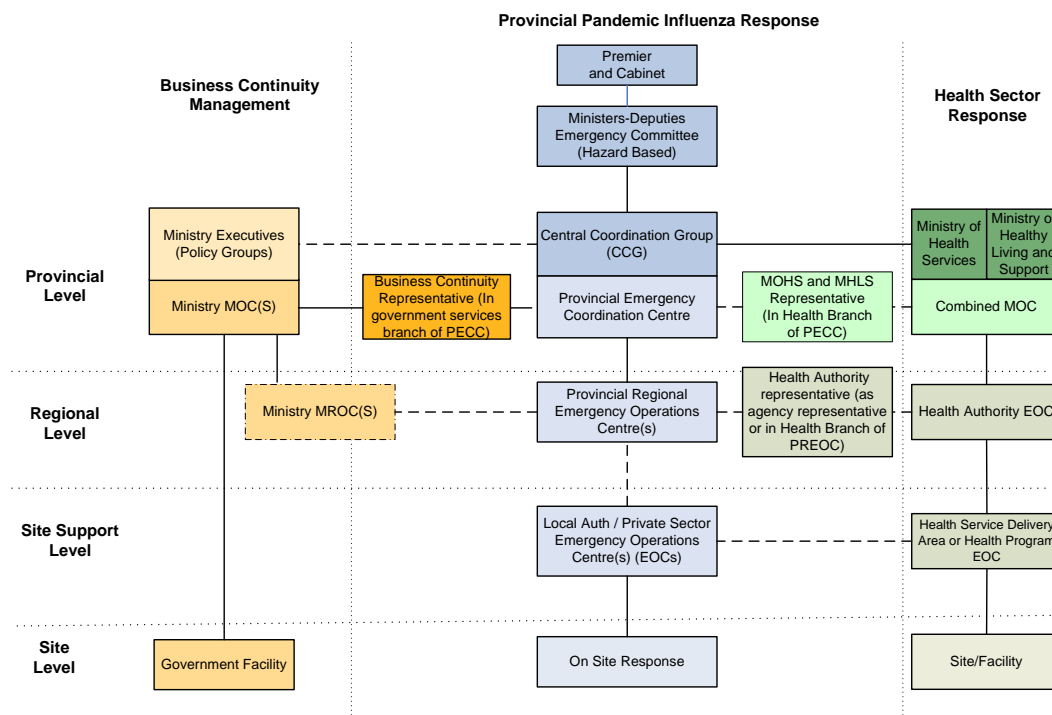 Provincial Pandemic Influenza Response
Business Continuity
Management
Health Sector
Response
Premier
and Cabinet
Ministers-Deputies
Emergency Committee
(Hazard Based)
Provincial
Level
Ministry Executives
(Policy Groups)
Central Coordination Group
(CCG)
Ministry of
Health
Services
Ministry of
Healthy
Living and
Support
Ministry MOC(S)
Business Continuity
Representative (In
government services
branch of PECC)
Provincial Emergency
Coordination Centre
MOHS and MHLS
Representative
(In Health Branch
of PECC)
Combined MOC
Regional
Level
Ministry MROC(S)
Provincial Regional
Emergency Operations
Centre(s)
Health Authority
representative (as
agency representative
or in Health Branch of
PREOC)
Health Authority EOC
Site Support
Level
Local Auth / Private Sector
Emergency Operations
Centre(s) (EOCs)
Health Service Delivery
Area or Health Program
EOC
Site
Level
Government Facility
On Site Response
Site/Facility